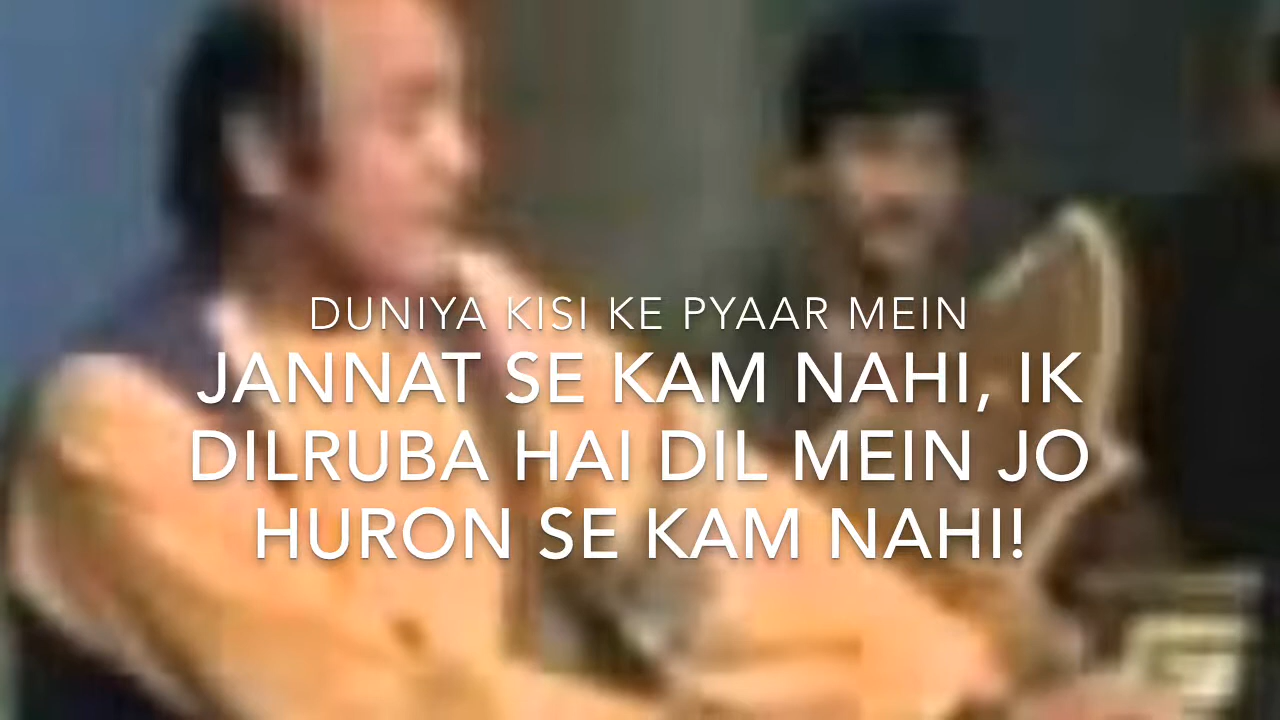 DUNIYA KISI KE PYAAR MEIN
JANNAT SE KAM NAHI, IK
DILRUBA HAI DIL MEIN JO
HURON SE KAM NAHI!